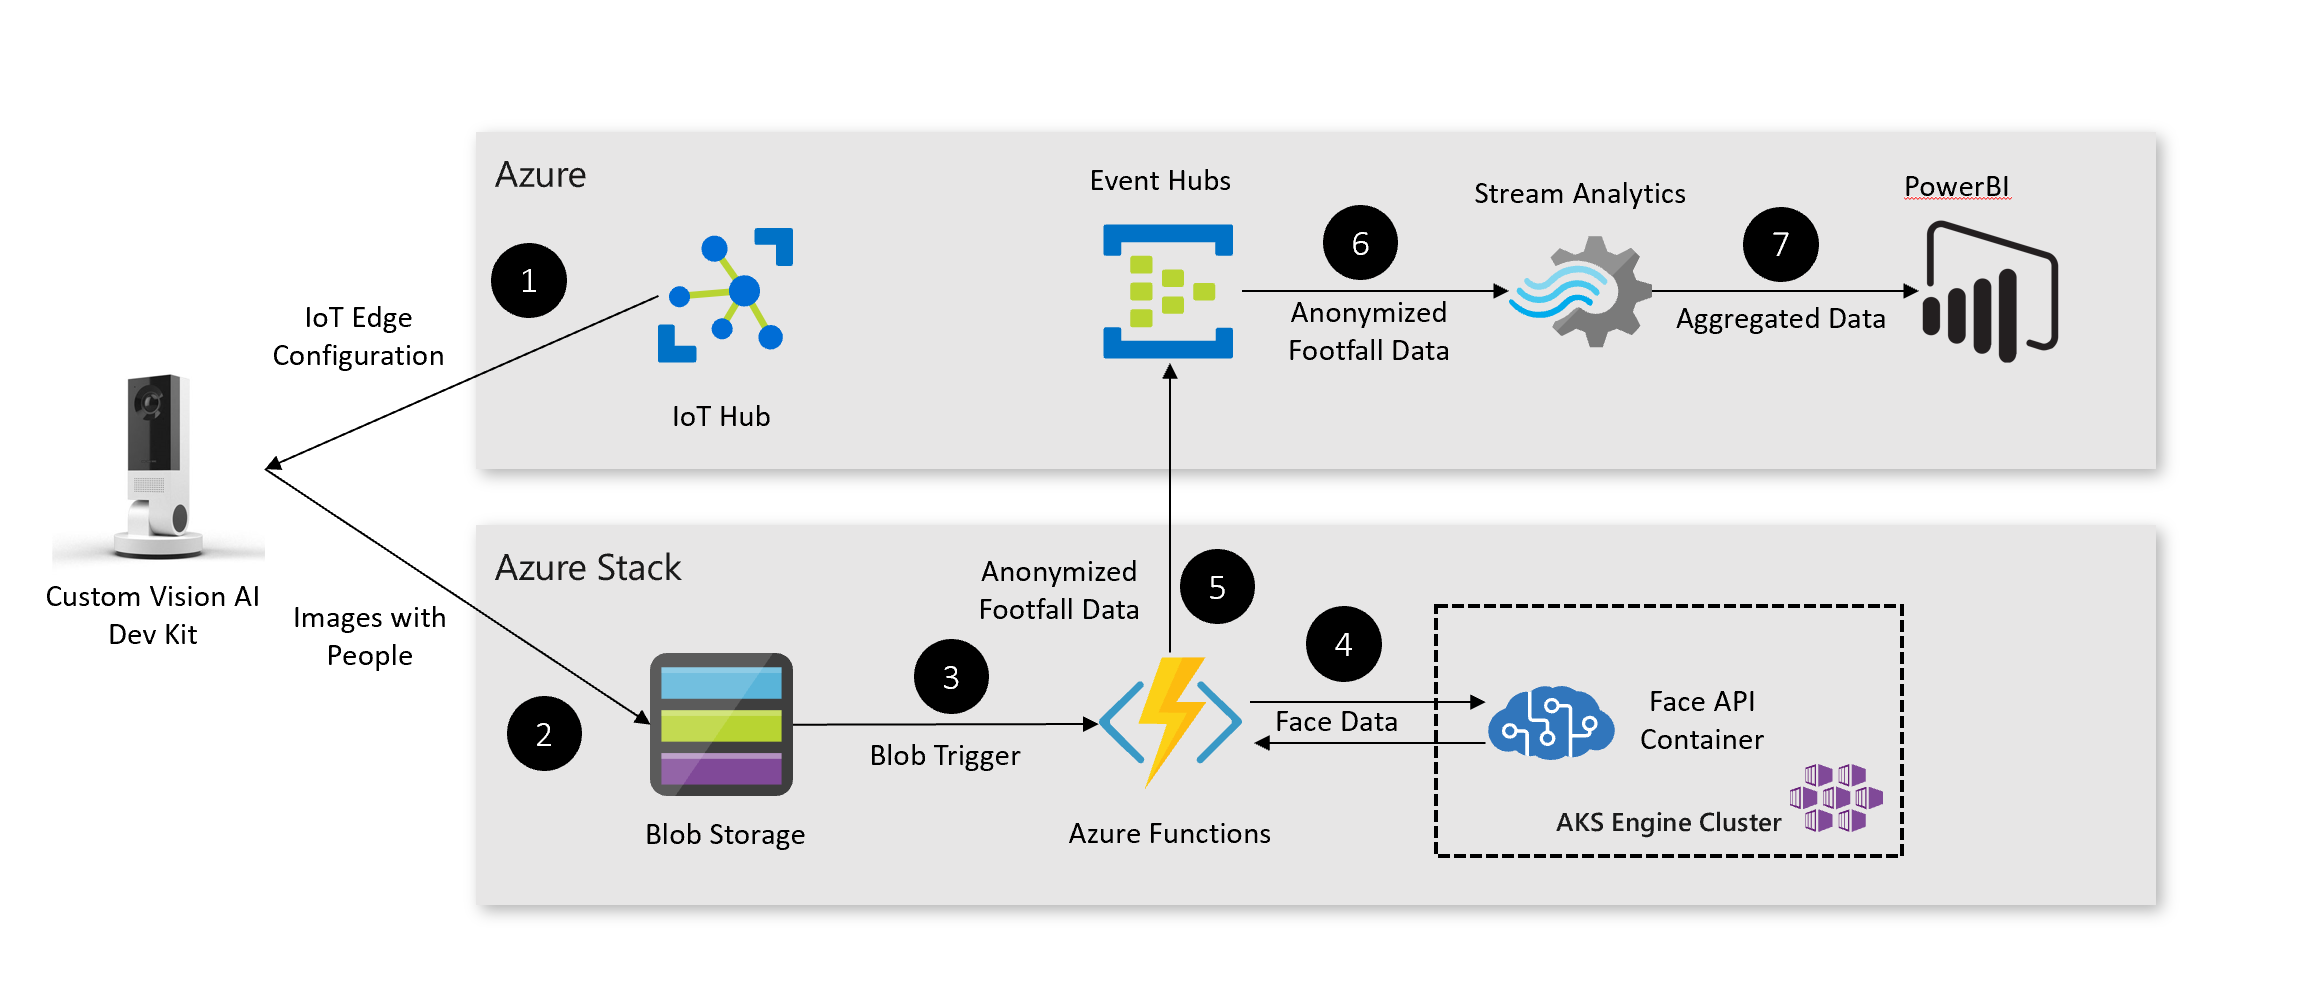 Azure
Event Hubs
Stream Analytics
PowerBI
1
6
7
IoT Edge
Configuration
Anonymized
Footfall Data
Aggregated Data
IoT Hub
Custom Vision AI
Dev Kit
Azure Stack
Images with
People
Anonymized
Footfall Data
5
4
3
2
Face Data
Blob Trigger
Face API
Container
AKS Engine Cluster
Blob Storage
Azure Functions